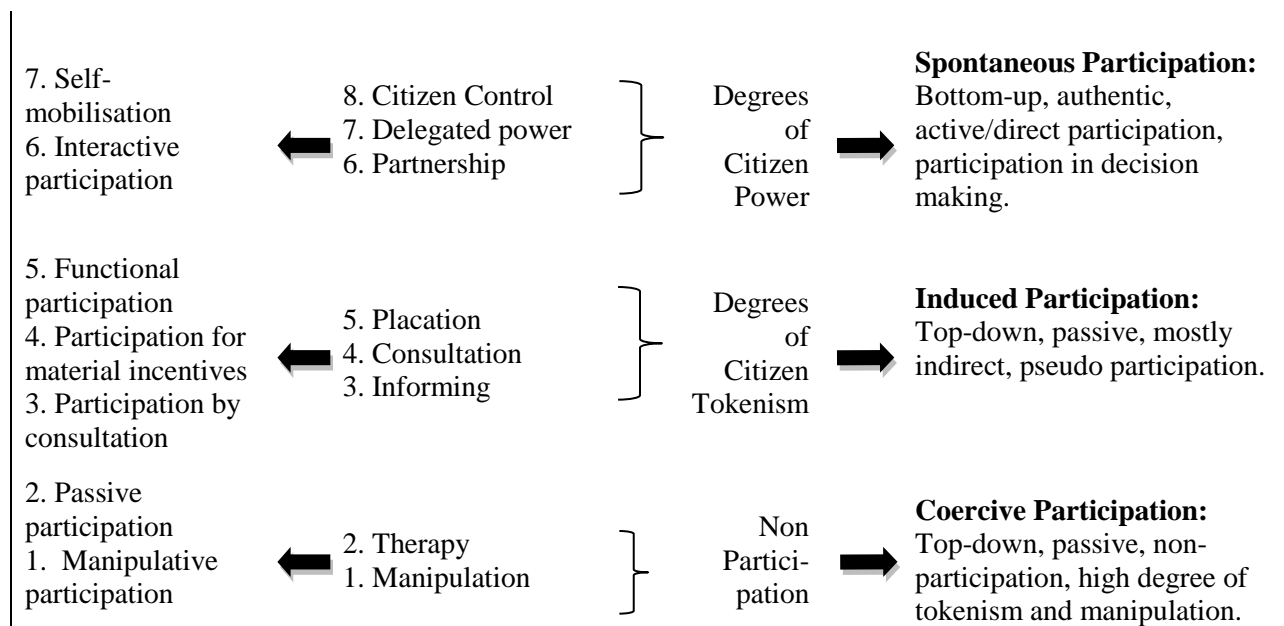 7. Self-
mobilisation
6. Interactive
participation
8. Citizen Control
7. Delegated power
6. Partnership
Degrees
of
Citizen
Power
Spontaneous Participation:
Bottom-up, authentic,
active/direct participation,
participation in decision
making.
5. Functional
participation
4. Participation for
material incentives
3. Participation by
consultation
5. Placation
4. Consultation
3. Informing
Degrees
of
Citizen
Tokenism
Induced Participation:
Top-down, passive, mostly
indirect, pseudo participation.
2. Passive
participation
1. Manipulative
participation
2. Therapy
1. Manipulation
Non
Partici-
pation
Coercive Participation:
Top-down, passive, non-
participation, high degree of
tokenism and manipulation.